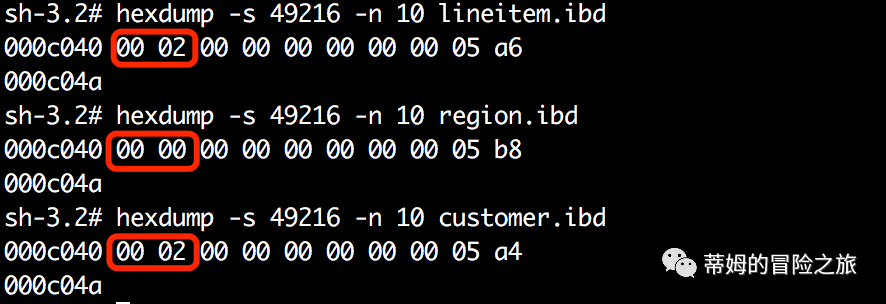 sh-3.2# hexdump -s 49216 -n 10 lineitem.ibd
000c040 00 02 00 00 00 00 00 00 05 a6
000c04a
sh-3.2# hexdump -s 49216 -n 10 region.ibd
000c040 00 00 00 00 00 00 00 00 05 b8
000c04a
sh-3.2# hexdump -s 49216 -n 10 customer.ibd
000c040 00 02 00 00 00 00 00 00 05 a4
000c04a
蒂姆的冒险之旅